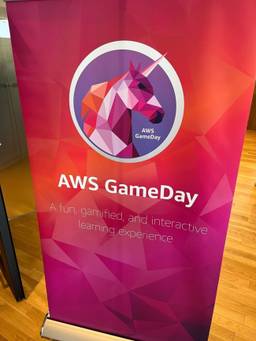 AWS
GameDay
AWS GameDay
A fun, gamified, and interactive
learning experience